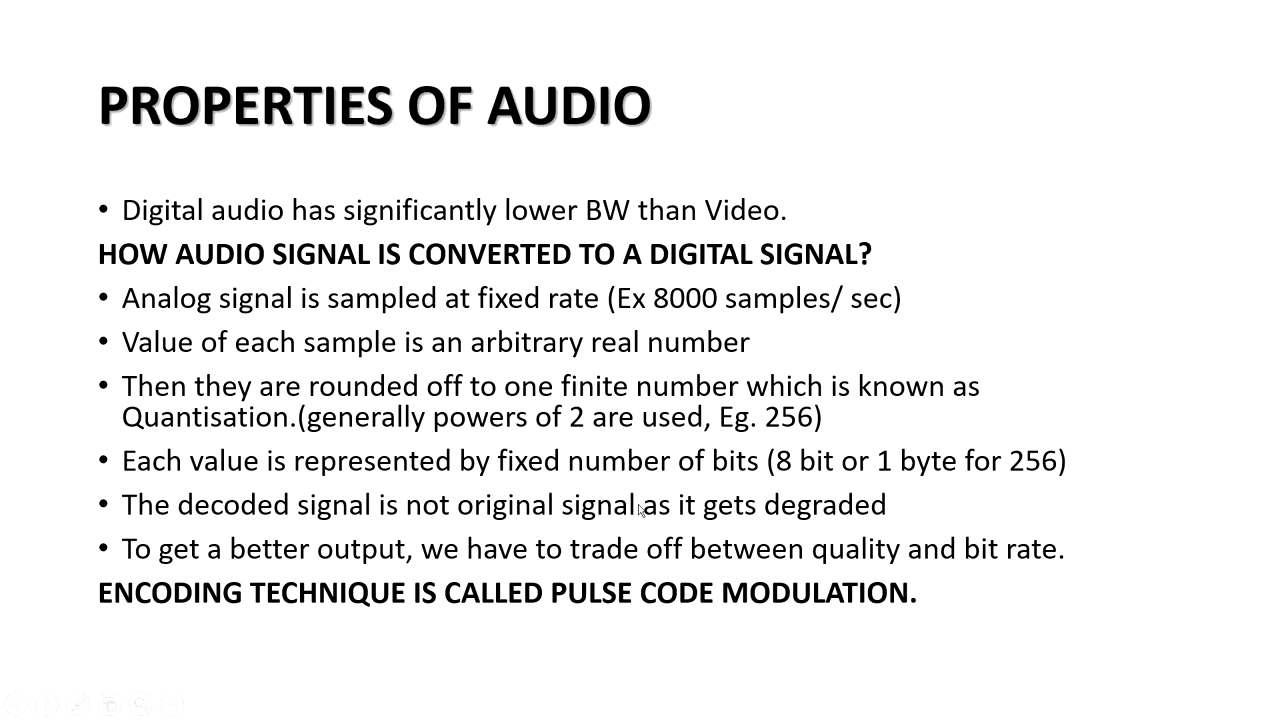 PROPERTIES OF AUDIO
• Digital audio has significantly lower BW than Video.
HOW AUDIO SIGNAL IS CONVERTED TO A DIGITAL SIGNAL?
• Analog signal is sampled at fixed rate (Ex 8000 samples/ sec)
• Value of each sample is an arbitrary real number
• Then they are rounded off to one finite number which is known as
Quantisation.(generally powers of 2 are used, Eg. 256)
• Each value is represented by fixed number of bits (8 bit or 1 byte for 256)
• The decoded signal is not original signal as it gets degraded
• To get a better output, we have to trade off between quality and bit rate.
ENCODING TECHNIQUE IS CALLED PULSE CODE MODULATION.